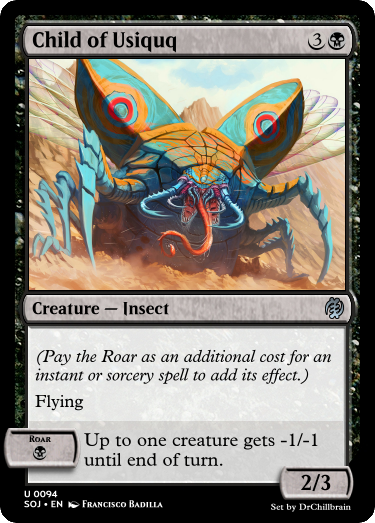 Child of Usiquq 3
Creature — Insect
(Pay the Roar as an additional cost for an
instant or sorcery spell to add its effect.)
Flying
ROAR
Up to one creature gets -1/-1
until end of turn.
2/3
U 0094
SOJ • EN FRANCISCO BADILLA
Set by DrChillbrain